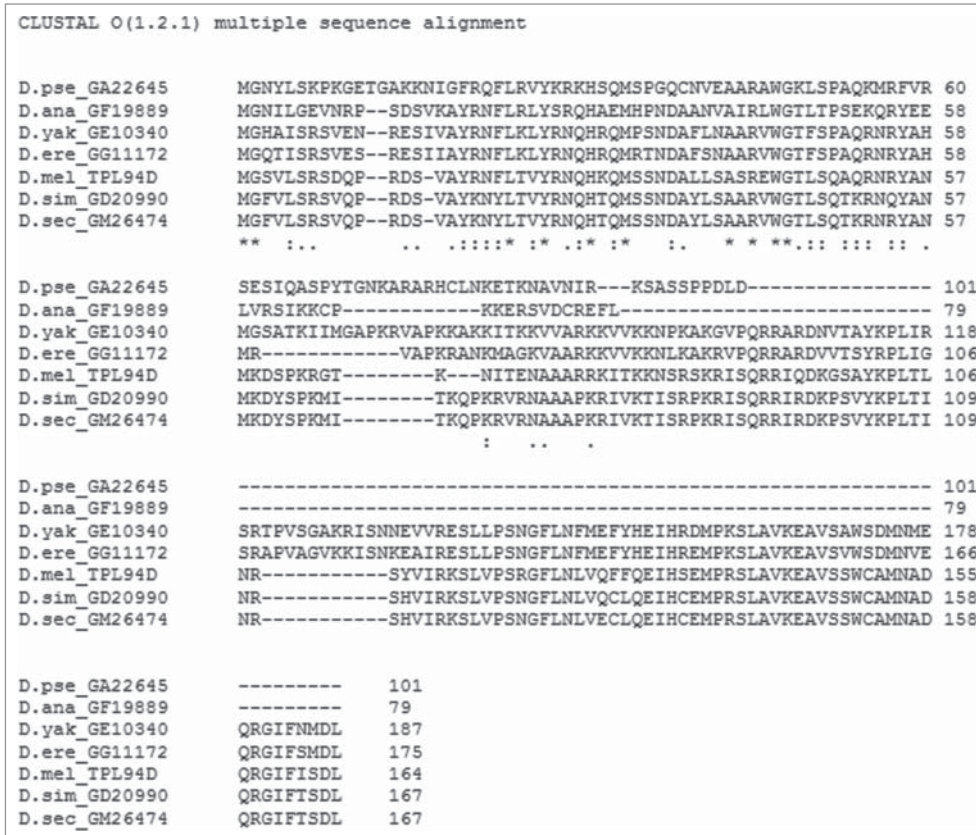 CLUSTAL O(1.2.1) multiple sequence alignment
D.pse_GA22645 MGNYLSKPKGETGAKKNIGFRQFLRVYKRKHSQMSPGQCNVEAARAWGKLSPAQKMRFVR 60
D.ana_GF19889 MGNILGEVNRP--SDSVKAYRNFLRLYSRQHAEMHPNDAANVAIRLWGTLTPSEKQRYEE 58
D.yak_GE10340 MGHAISRSVEN--RESIVAYRNFLKLYRNQHRQMPSNDAFLNAARVWGTFSPAQRNRYAH 58
D.ere_GG11172 MGQTISRSVES--RESIIAYRNFLKLYRNQHRQMRTNDAFSNAARVWGTFSPAQRNRYAH 58
D.mel_TPL94D MGSVLSRSDQP--RDS-VAYRNFLTVYRNQHKQMSSNDALLSASREWGTLSQAQRNRYAN 57
D.sim_GD20990 MGFVLSRSVQP--RDS-VAYKNYLTVYRNQHTQMSSNDAYLSAARVWGTLSQTKRNQYAN 57
D.sec_GM26474 MGFVLSRSVQP--RDS-VAYKNYLTVYRNQHTQMSSNDAYLSAARVWGTLSQTKRNQYAN 57
** :.. .. .::::* :* .:* :* :. * * **.:: ::: :: .
D.pse_GA22645 SESIQASPYTGNKARARHCLNKETKNAVNIR---KSASSPPDLD---------------- 101
D.ana_GF19889 LVRSIKKCP------------KKERSVDCREFL--------------------------- 79
D.yak_GE10340 MGSATKIIMGAPKRVAPKKAKKITKKVVARKVVKKNPKAKGVPQRRARDNVTAYKPLIR 118
D.ere_GG11172 MR------------VAPKRANKMAGKVAARKKVVKKNLKAKRVPQRRARDVVTSYRPLIG 106
D.mel_TPL94D MKDSPKRGT--------K---NITENAAARRKITKKNSRSKRISQRRIQDKGSAYKPLTL 106
D.sim_GD20990 MKDYSPKMI--------TKQPKRVRNAAAPKRIVKTISRPKRISQRRIRDKPSVYKPLTI 109
D.sec_GM26474 MKDYSPKMI--------TKQPKRVRNAAAPKRIVKTISRPKRISQRRIRDKPSVYKPLTI 109
: .. .
D.pse_GA22645 ------------------------------------------------------------ 101
D.ana_GF19889 ------------------------------------------------------------ 79
D.yak_GE10340 SRTPVSGAKRISNNEVVRESLLPSNGFLNFMEFYHEIHRDMPKSLAVKEAVSAWSDMNME 178
D.ere_GG11172 SRAPVAGVKKISNKEAIRESLLPSNGFLNFMEFYHEIHREMPKSLAVKEAVSVWSDMNVE 166
D.mel_TPL94D NR-----------SYVIRKSLVPSRGFLNLVQFFQEIHSEMPRSLAVKEAVSSWCAMNAD 155
D.sim_GD20990 NR-----------SHVIRKSLVPSNGFLNLVQCLQEIHCEMPRSLAVKEAVSSWCAMNAD 158
D.sec_GM26474 NR-----------SHVIRKSLVPSNGFLNLVECLQEIHCEMPRSLAVKEAVSSWCAMNAD 158
D.pse_GA22645 --------- 101
D.ana_GF19889 --------- 79
D.yak_GE10340 QRGIFNMDL 187
D.ere_GG11172 QRGIFSMDL 175
D.mel_TPL94D QRGIFISDL 164
D.sim_GD20990 QRGIFTSDL 167
D.sec_GM26474 QRGIFTSDL 167